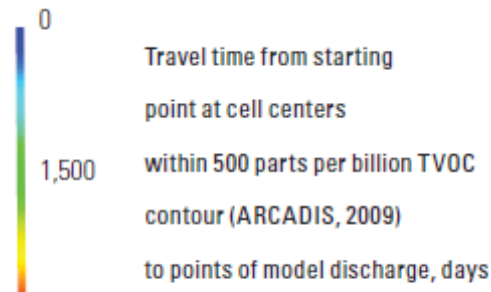 0
Travel time from starting
point at cell centers
1,500
within 500 parts per billion TVOC
contour (ARCADIS, 2009)
to points of model discharge, days